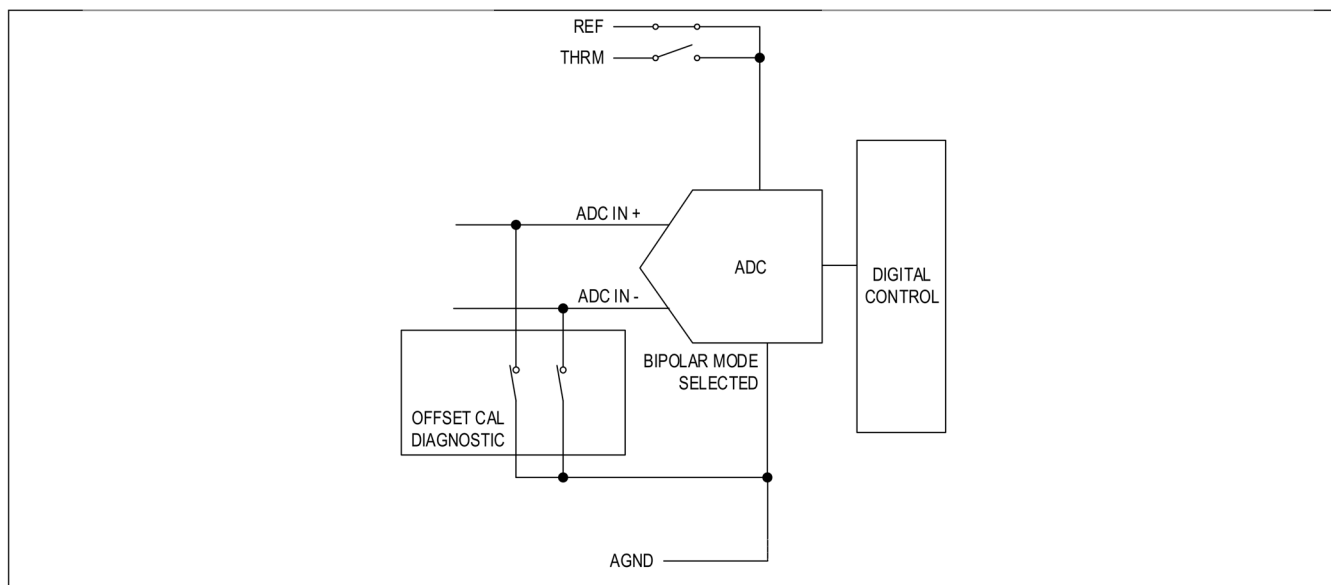 REF
THRM
ADC IN +
ADC
DIGITAL
CONTROL
ADC IN -
BIPOLAR MODE
SELECTED
OFFSET CAL
DIAGNOSTIC
AGND